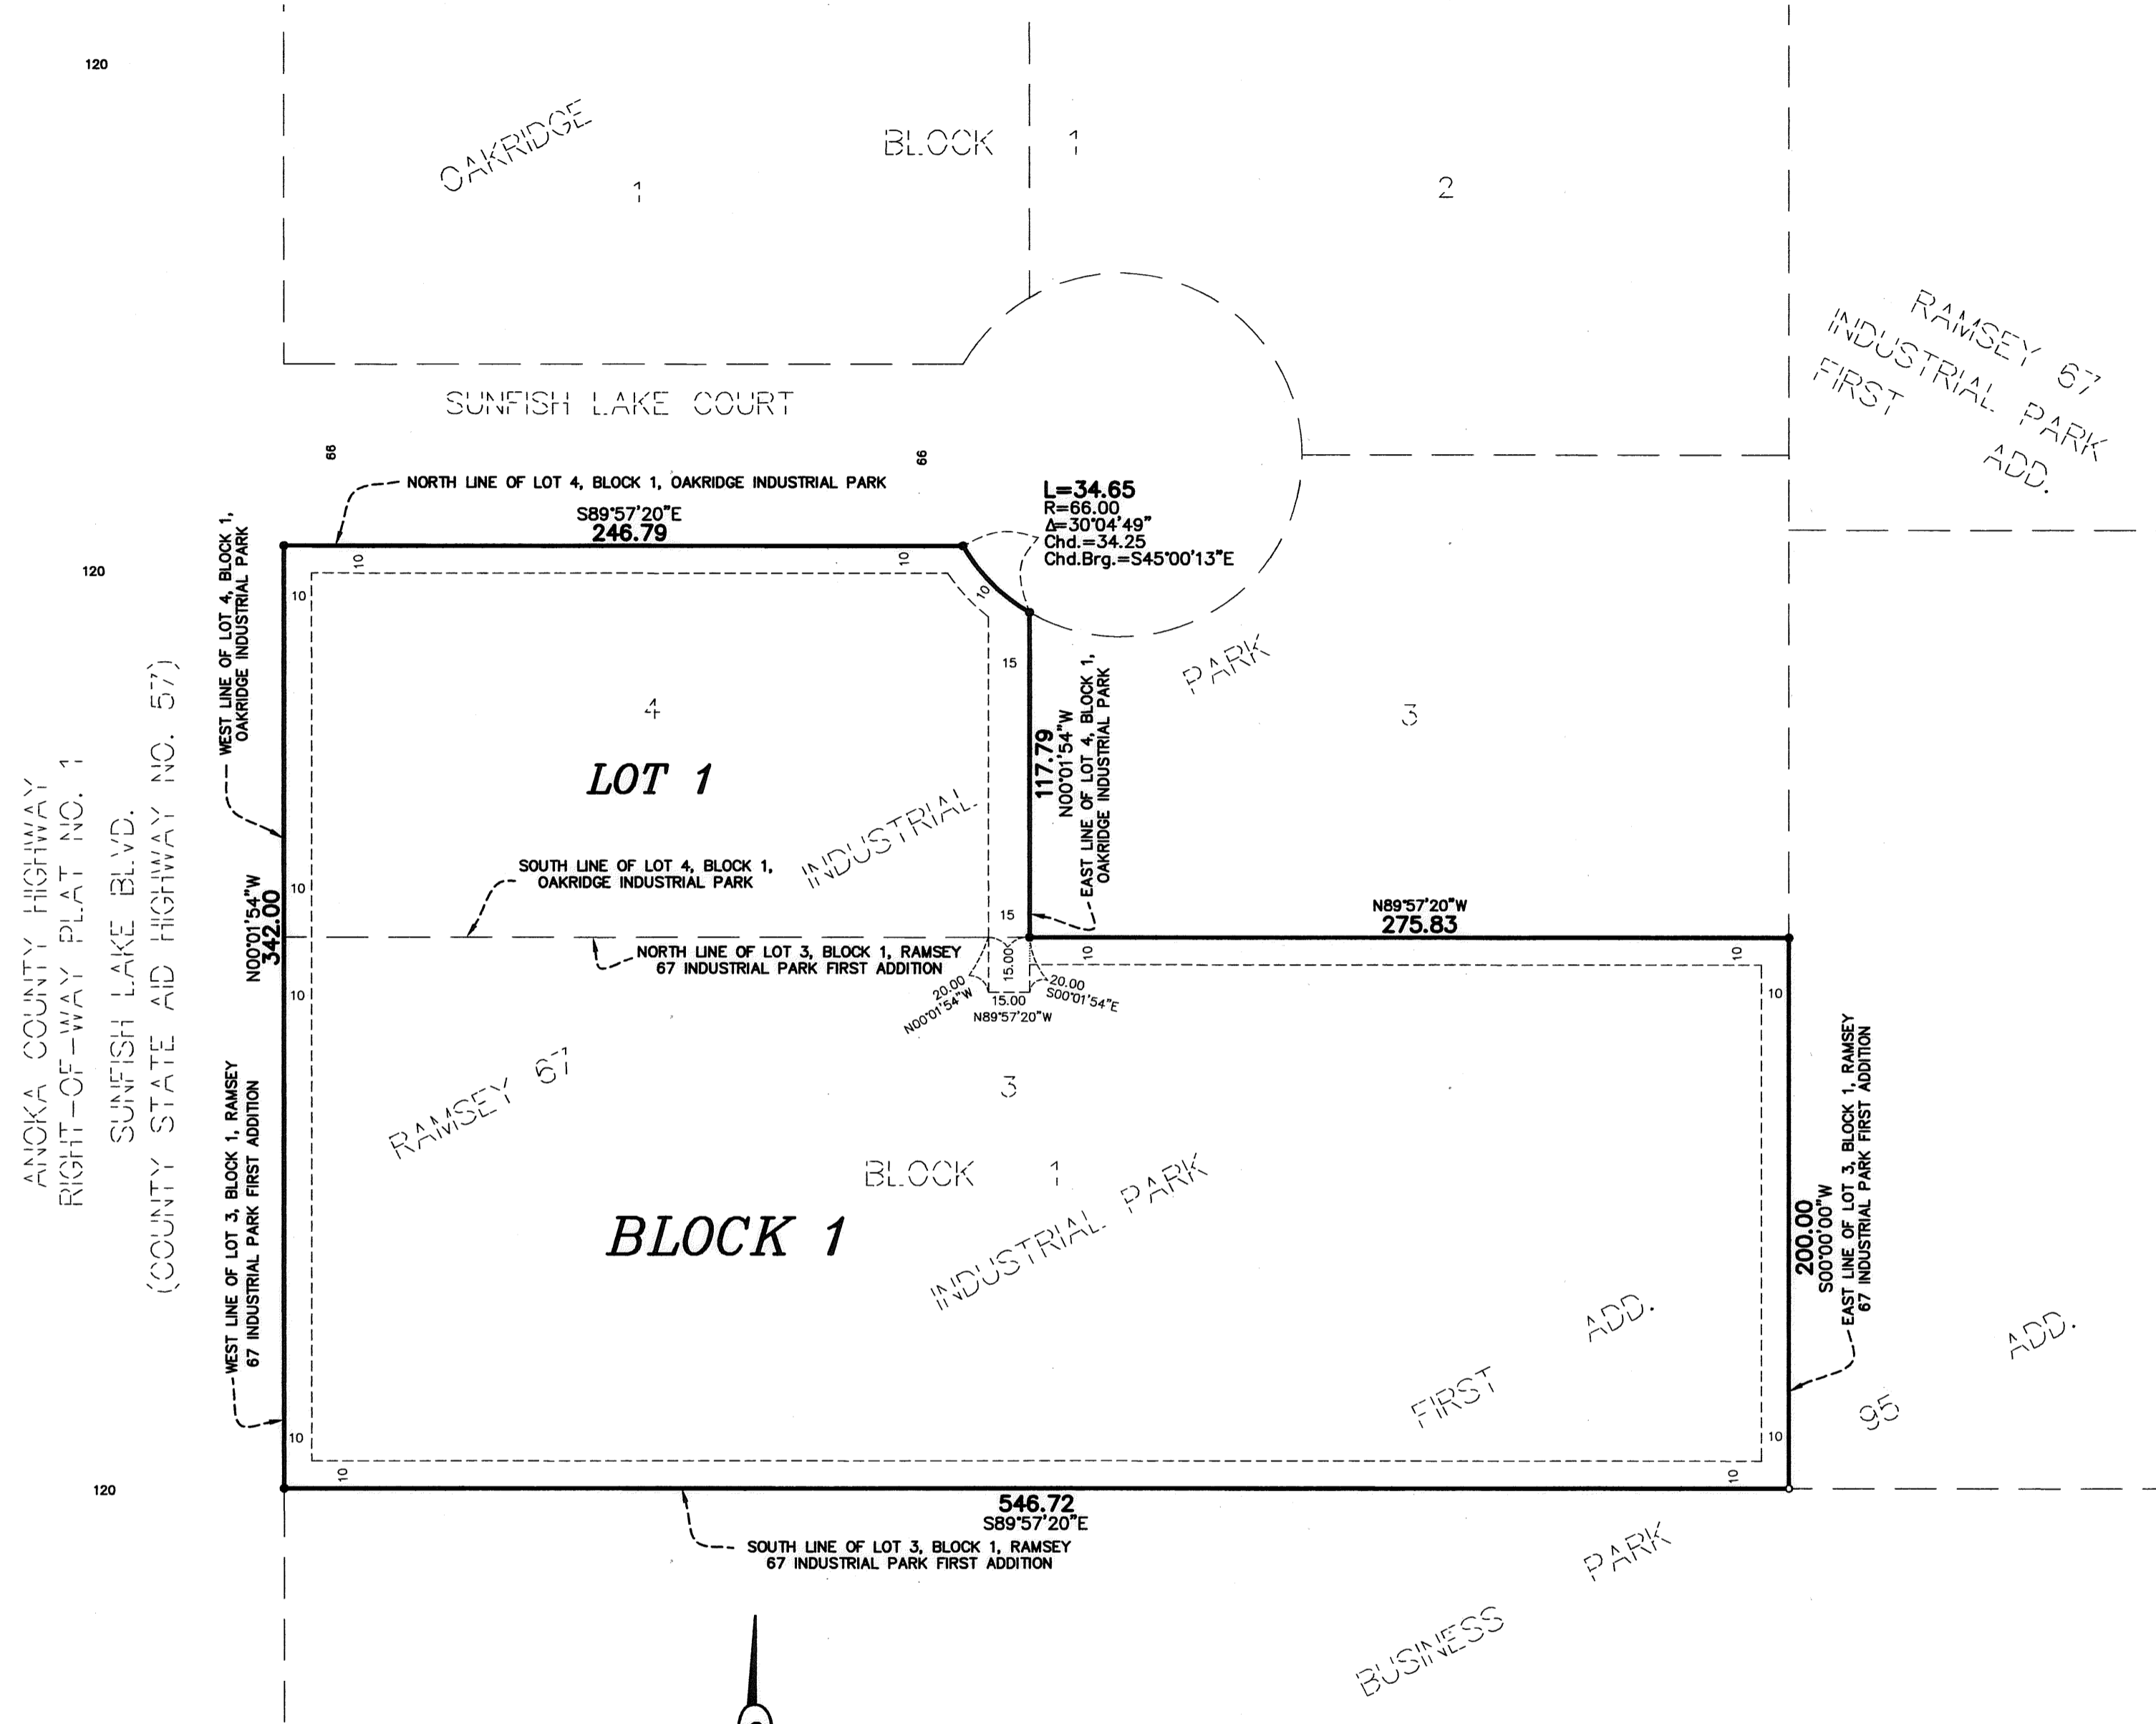 120
OAKRIDGE
BLOCK 1
1
2
RAMSEY 67
INDUSTRIAL PARK
FIRST ADD.
SUNFISH LAKE COURT
66
66
NORTH LINE OF LOT 4, BLOCK 1, OAKRIDGE INDUSTRIAL PARK
S89°57'20"E
246.79
L=34.65
R=66.00
Δ=30°04'49"
Chd.=34.25
Chd.Brg.=S45°00'13"E
120
WEST LINE OF LOT 4, BLOCK 1,
OAKRIDGE INDUSTRIAL PARK
10
10
10
10
15
PARK
4
3
LOT 1
117.79
N00°01'54"W
EAST LINE OF LOT 4, BLOCK 1,
OAKRIDGE INDUSTRIAL PARK
INDUSTRIAL
ANOKA COUNTY HIGHWAY
RIGHT-OF-WAY PLAT NO. 1
SUNFISH LAKE BLVD.
(COUNTY STATE AID HIGHWAY NO. 57)
SOUTH LINE OF LOT 4, BLOCK 1,
OAKRIDGE INDUSTRIAL PARK
10
15
N00°01'54"W
342.00
N89°57'20"W
275.83
NORTH LINE OF LOT 3, BLOCK 1, RAMSEY
67 INDUSTRIAL PARK FIRST ADDITION
10
10
10
10
15.00
20.00
N00°01'54"W
20.00
S00°01'54"E
15.00
N89°57'20"W
RAMSEY 67
3
BLOCK 1
INDUSTRIAL PARK
BLOCK 1
WEST LINE OF LOT 3, BLOCK 1, RAMSEY
67 INDUSTRIAL PARK FIRST ADDITION
200.00
S00°00'00"W
EAST LINE OF LOT 3, BLOCK 1, RAMSEY
67 INDUSTRIAL PARK FIRST ADDITION
FIRST ADD.
95 ADD.
10
10
10
10
120
546.72
S89°57'20"E
SOUTH LINE OF LOT 3, BLOCK 1, RAMSEY
67 INDUSTRIAL PARK FIRST ADDITION
BUSINESS PARK